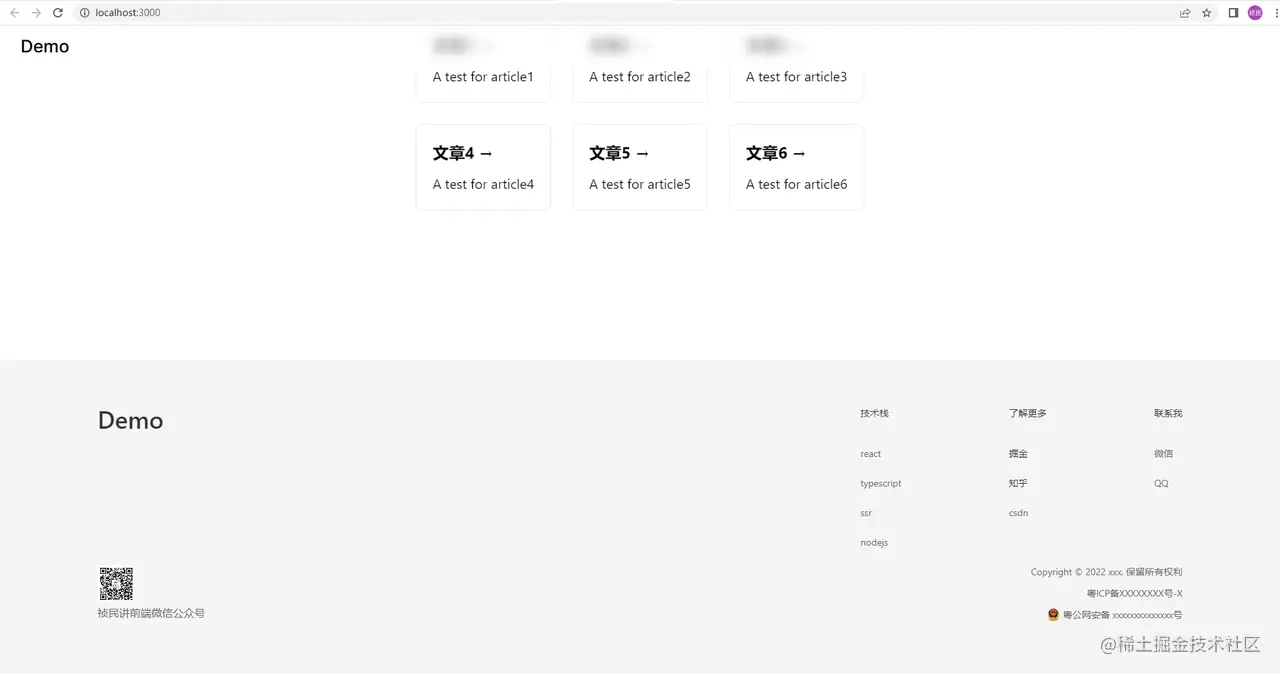 localhost:3000
Demo
A test for article1
A test for article2
A test for article3
文章4 →
文章5 →
文章6 →
A test for article4
A test for article5
A test for article6
Demo
技术栈
了解更多
联系我
react
掘金
微信
typescript
知乎
QQ
ssr
csdn
nodejs
Copyright © 2022 xxx. 保留所有权利
粤ICP备XXXXXXXX号-X
粤公网安备 xxxxxxxxxxxxxx号
祯民讲前端微信公众号
@稀土掘金技术社区